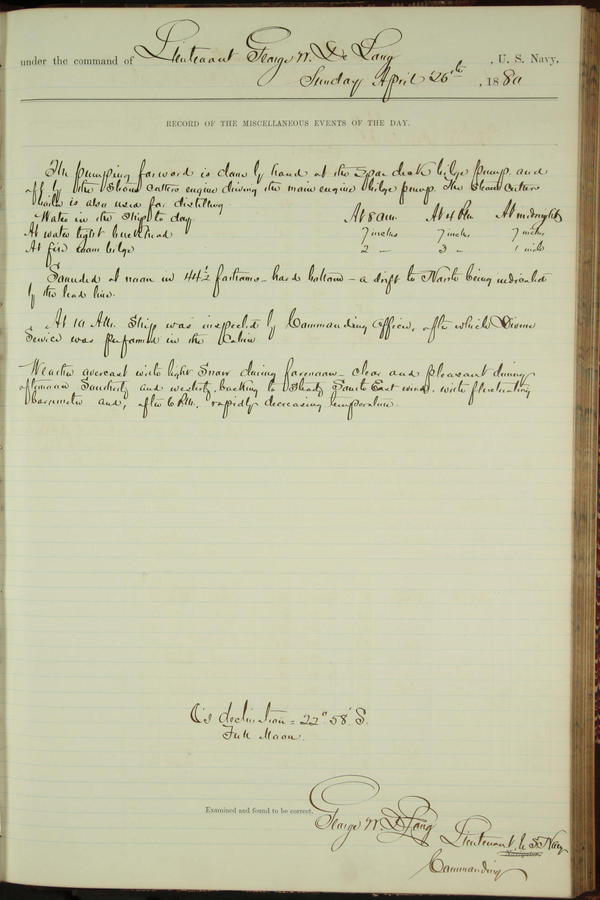 under the command of Lieutenant George W. De Long , U. S. Navy,
Sunday April 26th , 1880
RECORD OF THE MISCELLANEOUS EVENTS OF THE DAY.
The pumping forward is done by hand at the spar deck bilge pump and
aft by the Steam Cutters engine driving the main engine bilge pump. The Steam Cutters
boiler is also used for distilling.
Water in the Ship to day At 8 am At 4 Pm At midnight
At water tight bulkhead 7 inches 7 inches 7 inches
At fire room bilge 2 " 3 " 1 inch
Sounded at noon in 44½ fathoms – hard bottom – a drift to North being indicated
by the lead line.
At 10 AM. Ship was inspected by Commanding Officer, after which Divine
Service was performed in the Cabin
Weather overcast with light Snow during forenoon – clear and pleasant during
afternoon Southerly and westerly, backing to Steady South East winds, with fluctuating
barometer and, after 6 P.M. rapidly decreasing temperature.
☾'s declination = 22° 58' S.
Full Moon.
Examined and found to be correct,
George W. De Long Lieutenant U. S. Navy
Navigator.
Commanding